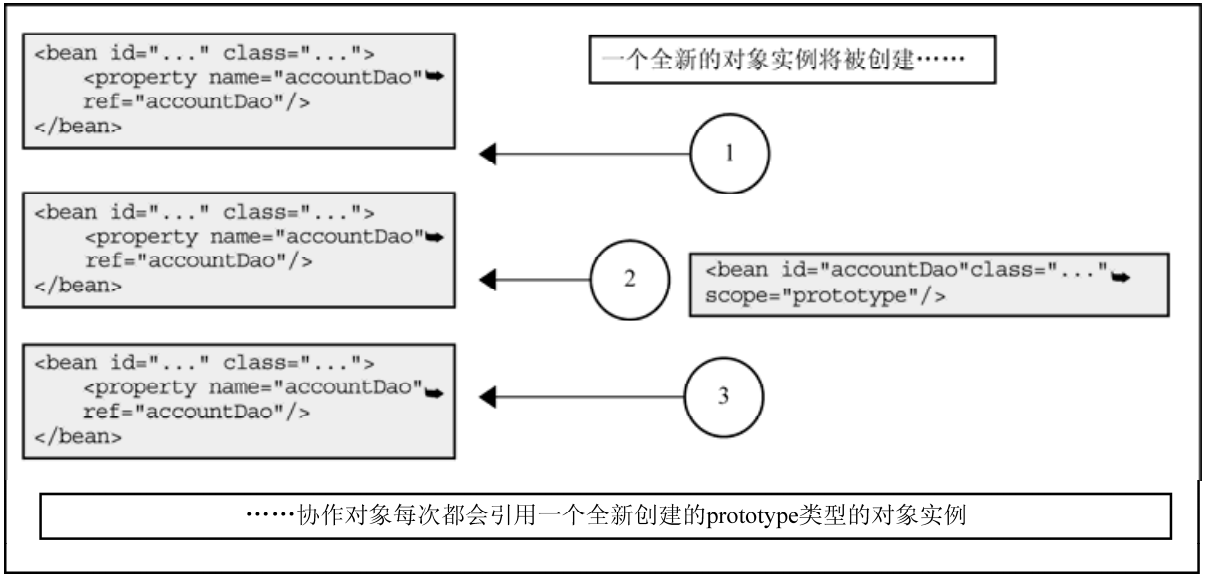 <bean id="..." class="...">
<property name="accountDao"➥
ref="accountDao"/>
</bean>
一个全新的对象实例将被创建……
1
<bean id="..." class="...">
<property name="accountDao"➥
ref="accountDao"/>
</bean>
2
<bean id="accountDao"class="..."➥
scope="prototype"/>
<bean id="..." class="...">
<property name="accountDao"➥
ref="accountDao"/>
</bean>
3
……协作对象每次都会引用一个全新创建的prototype类型的对象实例